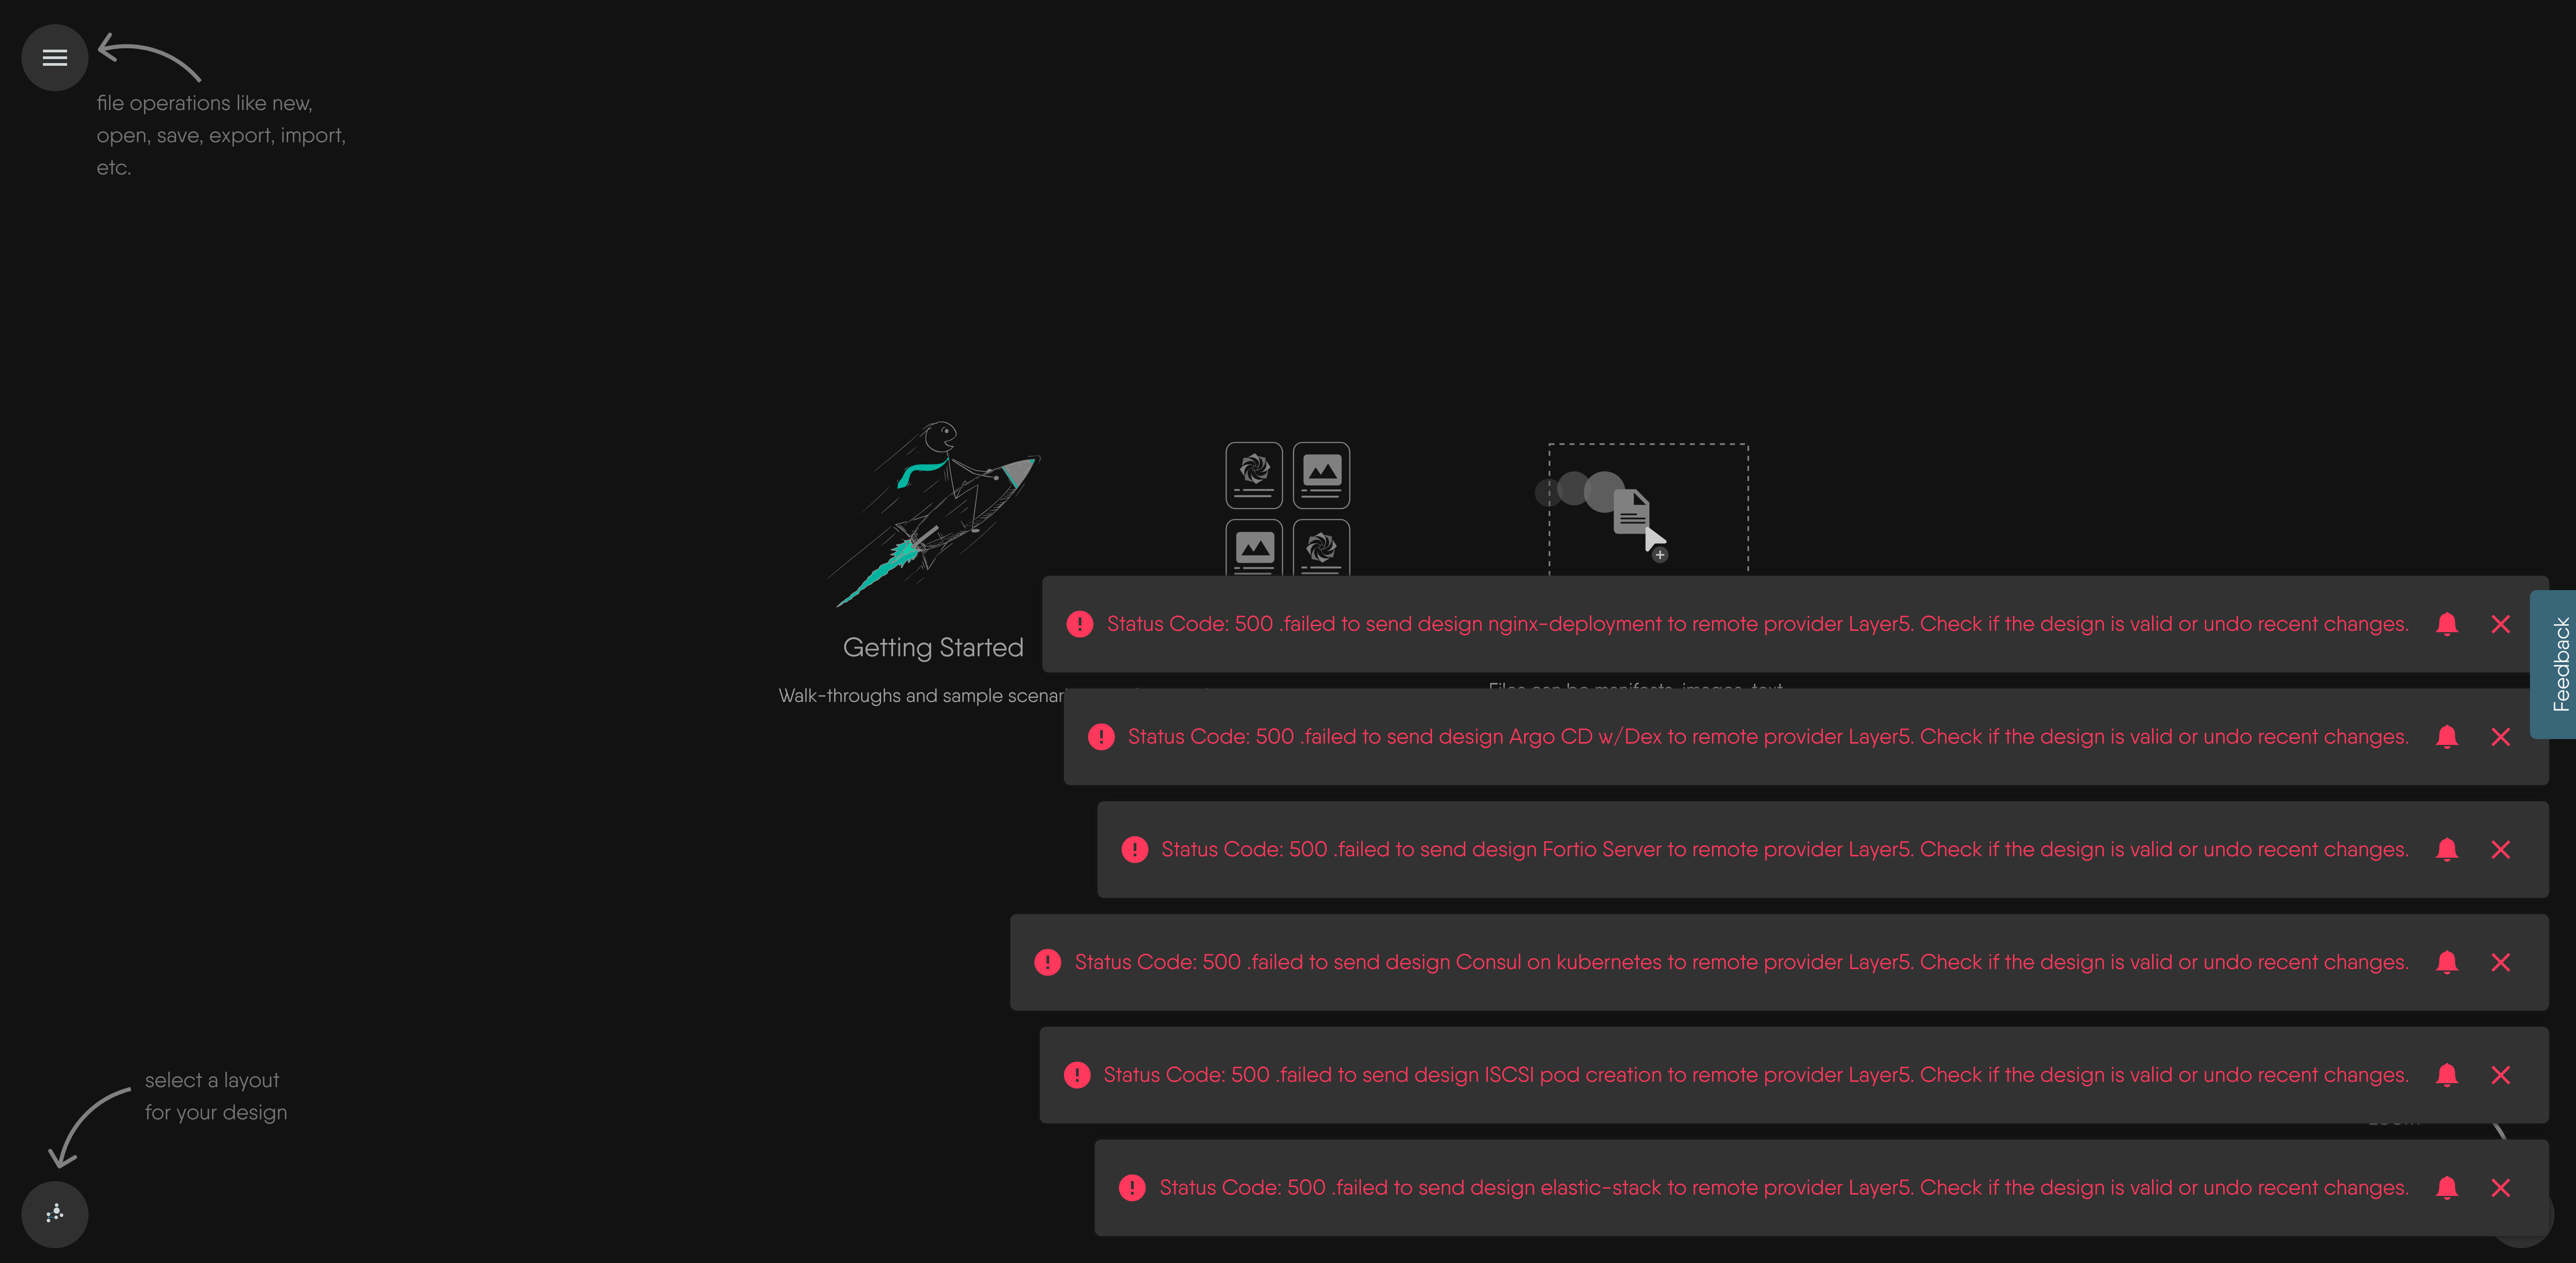 file operations like new,
open, save, export, import,
etc.
Getting Started
Walk-throughs and sample
Status Code: 500 .failed to send design nginx-deployment to remote provider Layer5. Check if the design is valid or undo recent changes.
Status Code: 500 .failed to send design Argo CD w/Dex to remote provider Layer5. Check if the design is valid or undo recent changes.
Status Code: 500 .failed to send design Fortio Server to remote provider Layer5. Check if the design is valid or undo recent changes.
Status Code: 500 .failed to send design Consul on kubernetes to remote provider Layer5. Check if the design is valid or undo recent changes.
Status Code: 500 .failed to send design ISCSI pod creation to remote provider Layer5. Check if the design is valid or undo recent changes.
Status Code: 500 .failed to send design elastic-stack to remote provider Layer5. Check if the design is valid or undo recent changes.
Feedback
select a layout
for your design